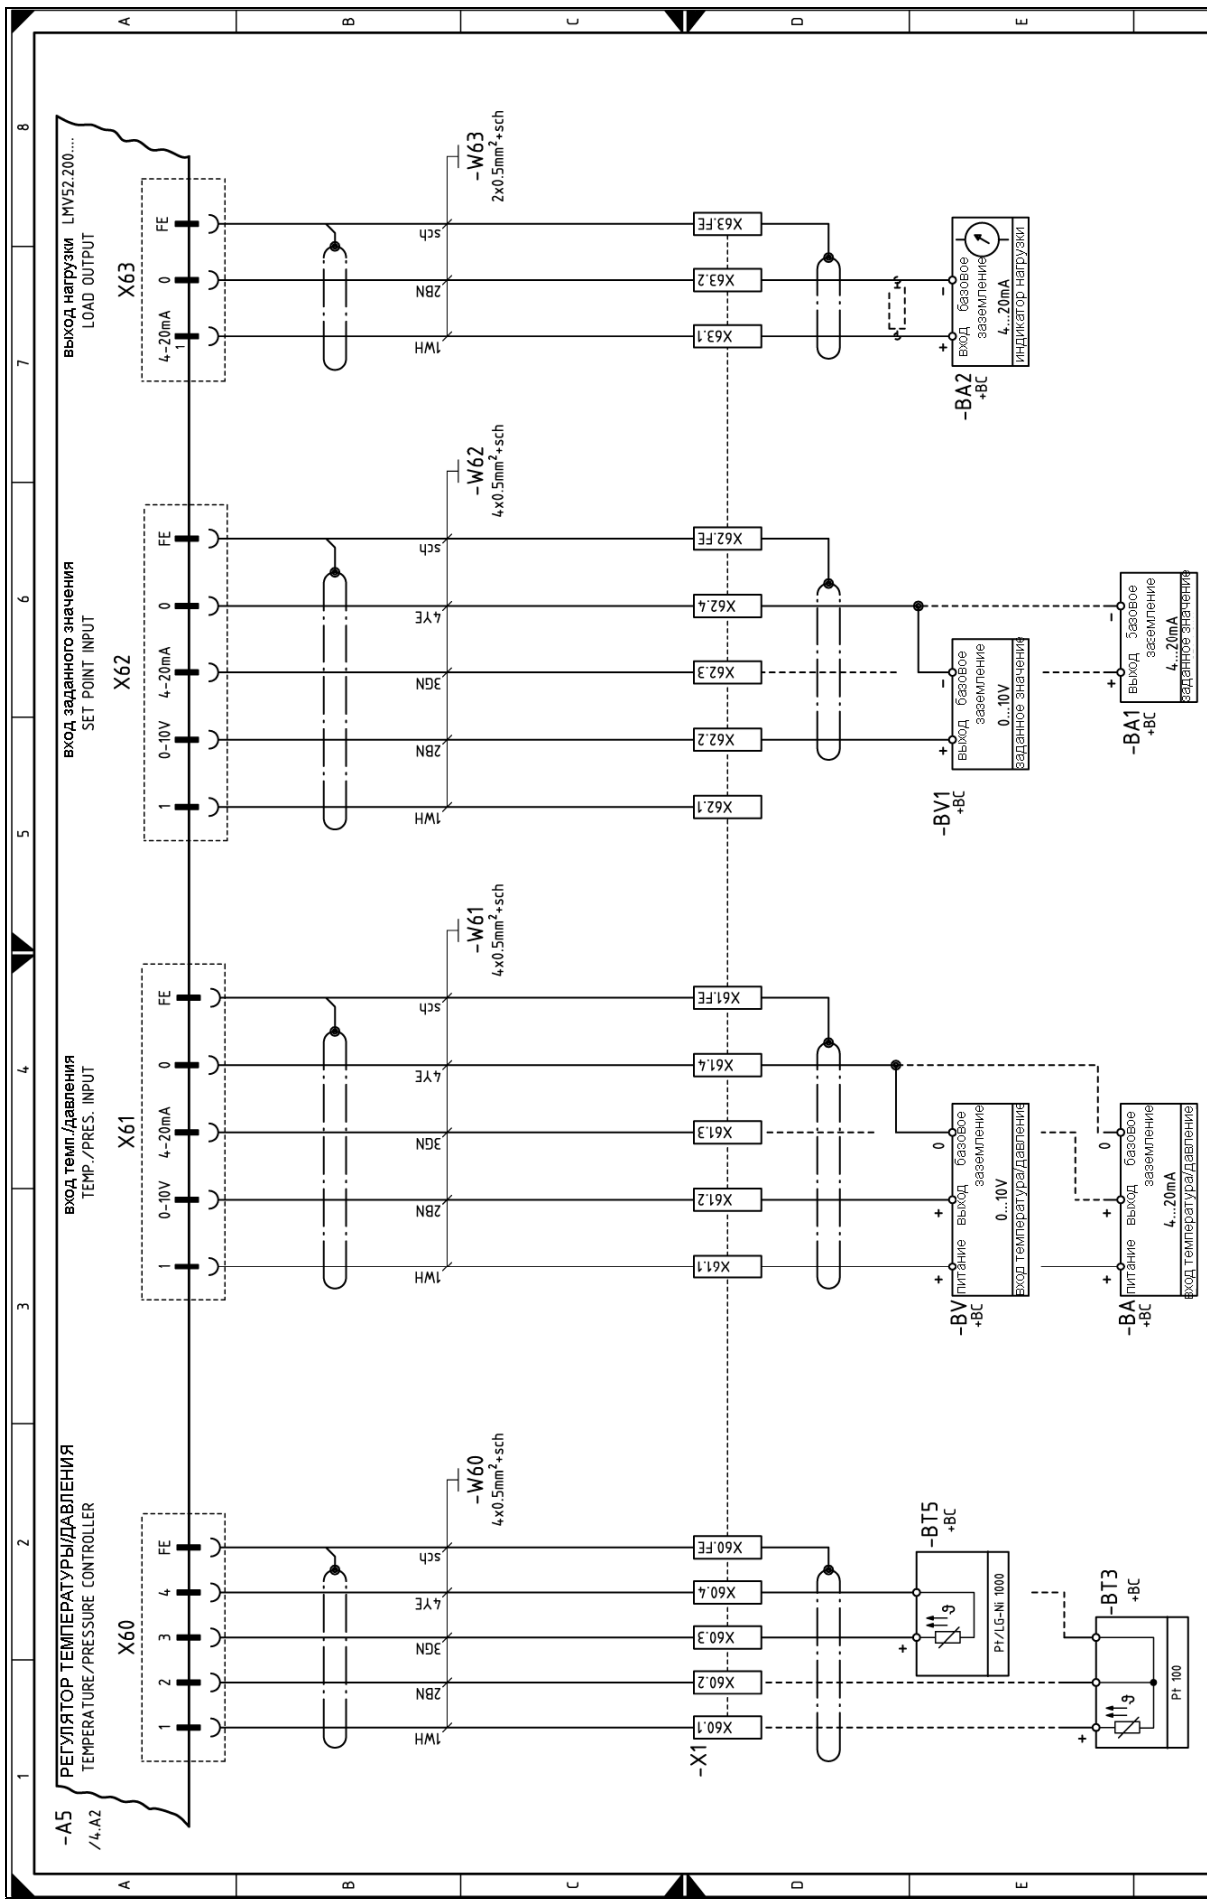 1 2 3 4 5 6 7 8
A
-A5
/4.A2
РЕГУЛЯТОР ТЕМПЕРАТУРЫ/ДАВЛЕНИЯ
TEMPERATURE/PRESSURE CONTROLLER
вход темп./давления
TEMP./PRES. INPUT
вход заданного значения
SET POINT INPUT
выход нагрузки LMV52.200....
LOAD OUTPUT
X60
1 2 3 4 FE
X61
1 0-10V 4-20mA 0 FE
X62
1 0-10V 4-20mA 0 FE
X63
4-20mA 0 FE
1
B
1WH 2BN 3GN 4YE sch
1WH 2BN 3GN 4YE sch
1WH 2BN 3GN 4YE sch
1WH 2BN sch
C
-W60
4x0.5mm²+sch
-W61
4x0.5mm²+sch
-W62
4x0.5mm²+sch
-W63
2x0.5mm²+sch
D
-X1
X60.1 X60.2 X60.3 X60.4 X60.FE
X61.1 X61.2 X61.3 X61.4 X61.FE
X62.1 X62.2 X62.3 X62.4 X62.FE
X63.1 X63.2 X63.FE
E
-BT5
+BC
+
ϑ
Pt/LG-Ni 1000
-BT3
+BC
+
ϑ
Pt 100
-BV
+BC
+ + 0
питание выход базовое
заземление
0...10V
вход температура/давление
-BA
+BC
+ + 0
питание выход базовое
заземление
4...20mA
вход температура/давление
-BV1
+BC
+ -
выход базовое
заземление
0...10V
заданное значение
-BA1
+BC
+ -
выход базовое
заземление
4...20mA
заданное значение
-BA2
+BC
+ -
вход базовое
заземление
4...20mA
индикатор нагрузки
A B C D E